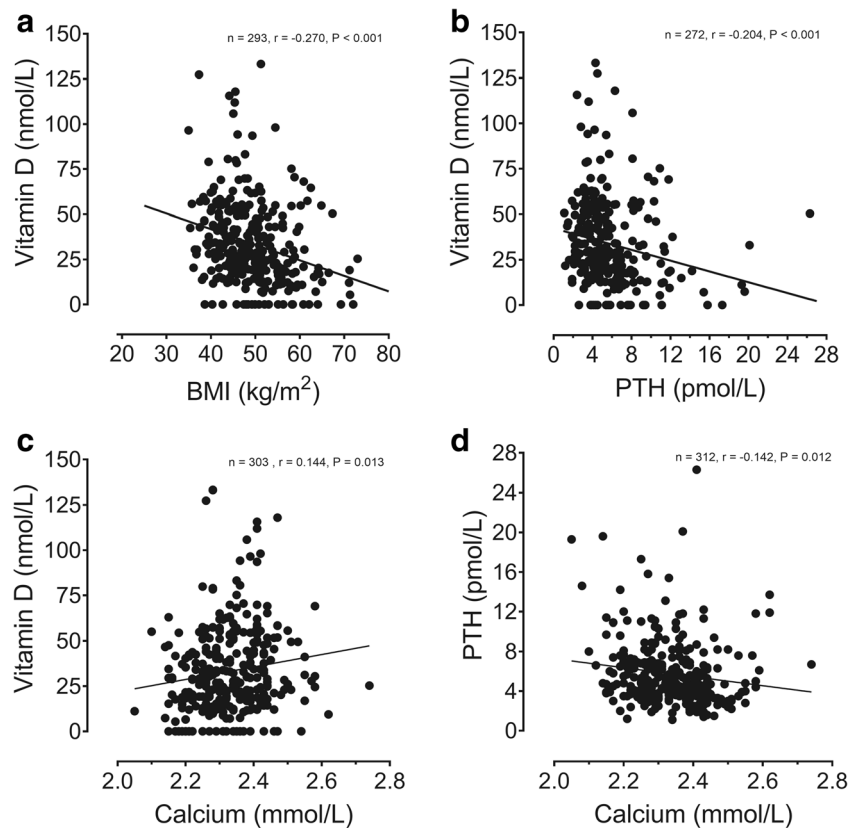 a
n = 293, r = -0.270, P < 0.001
Vitamin D (nmol/L)
150
125
100
75
50
25
0
20 30 40 50 60 70 80
BMI (kg/m²)
b
n = 272, r = -0.204, P < 0.001
Vitamin D (nmol/L)
150
125
100
75
50
25
0
0 4 8 12 16 20 24 28
PTH (pmol/L)
c
n = 303 , r = 0.144, P = 0.013
Vitamin D (nmol/L)
150
125
100
75
50
25
0
2.0 2.2 2.4 2.6 2.8
Calcium (mmol/L)
d
n = 312, r = -0.142, P = 0.012
PTH (pmol/L)
28
24
20
16
12
8
4
0
2.0 2.2 2.4 2.6 2.8
Calcium (mmol/L)